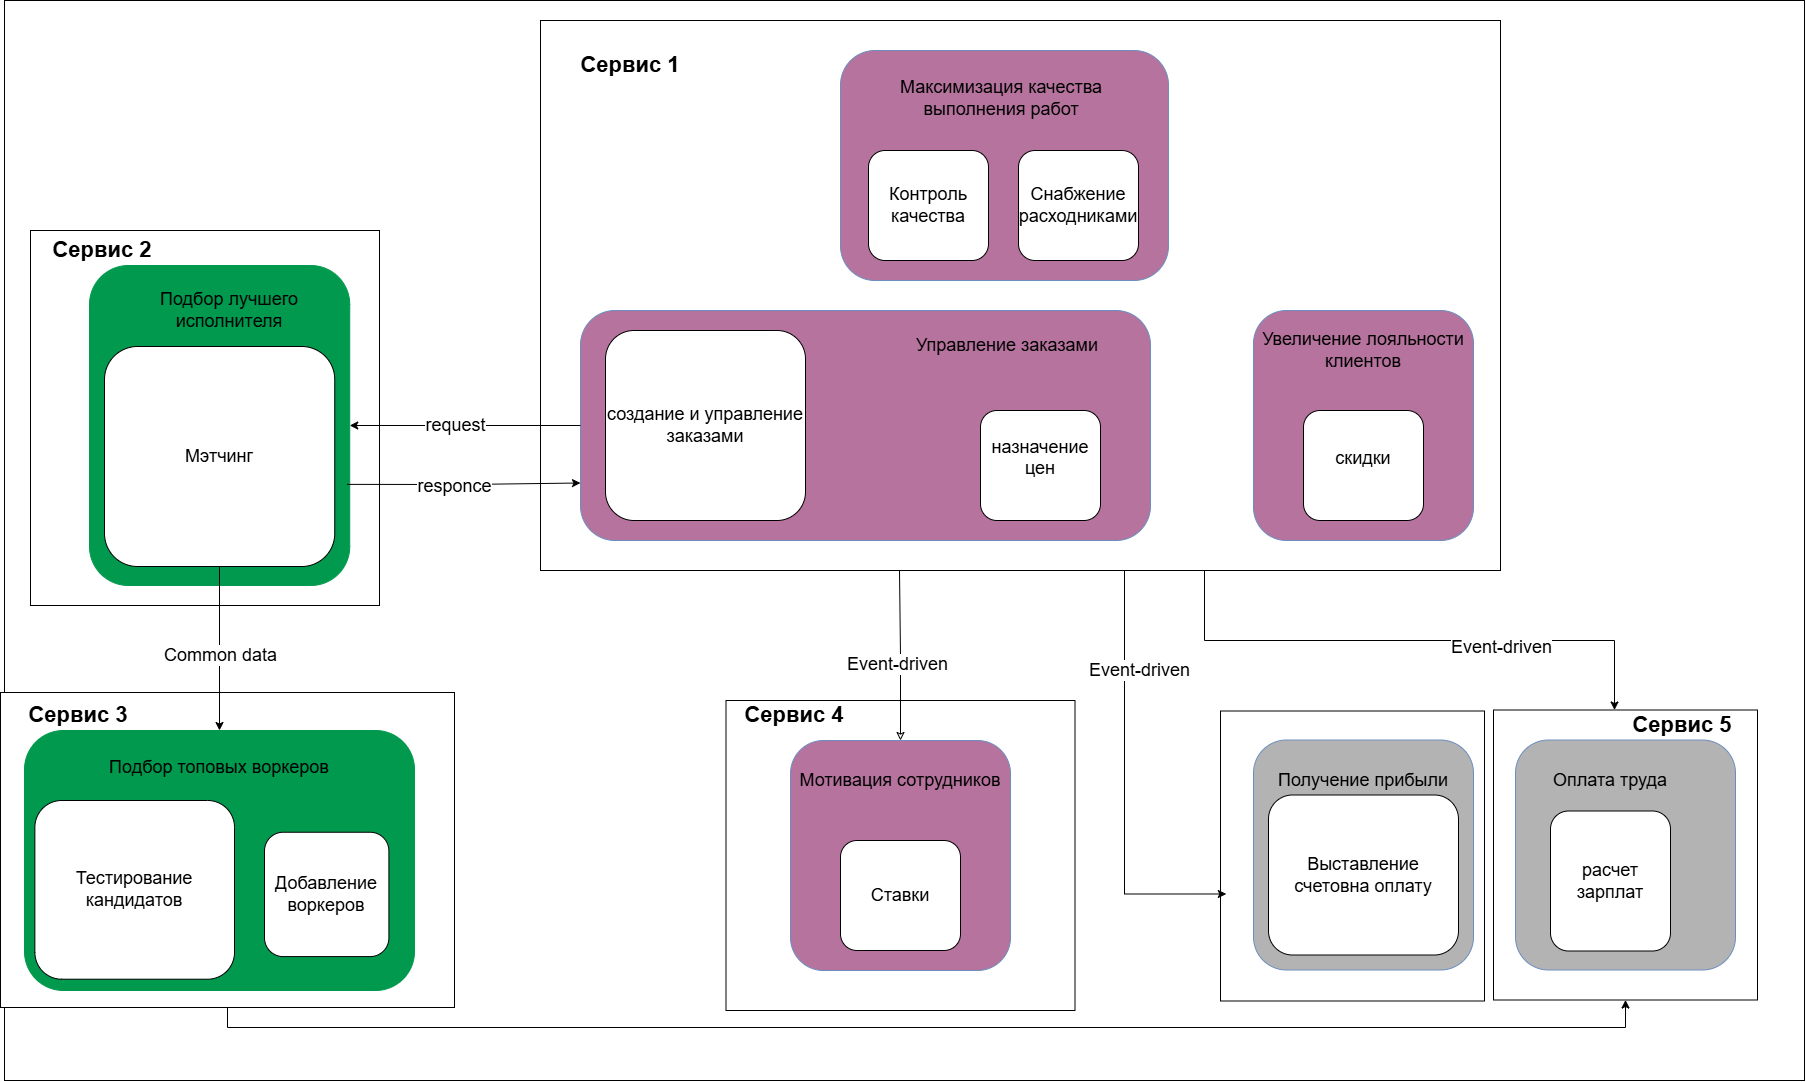 Сервис 1
Максимизация качества
выполнения работ
Контроль
качества
Снабжение
расходниками
Сервис 2
Подбор лучшего
исполнителя
Мэтчинг
request
responce
Управление заказами
создание и управление
заказами
назначение
цен
Увеличение лояльности
клиентов
скидки
Common data
Event-driven
Event-driven
Event-driven
Сервис 3
Подбор топовых воркеров
Тестирование
кандидатов
Добавление
воркеров
Сервис 4
Мотивация сотрудников
Ставки
Получение прибыли
Выставление
счетовна оплату
Сервис 5
Оплата труда
расчет
зарплат